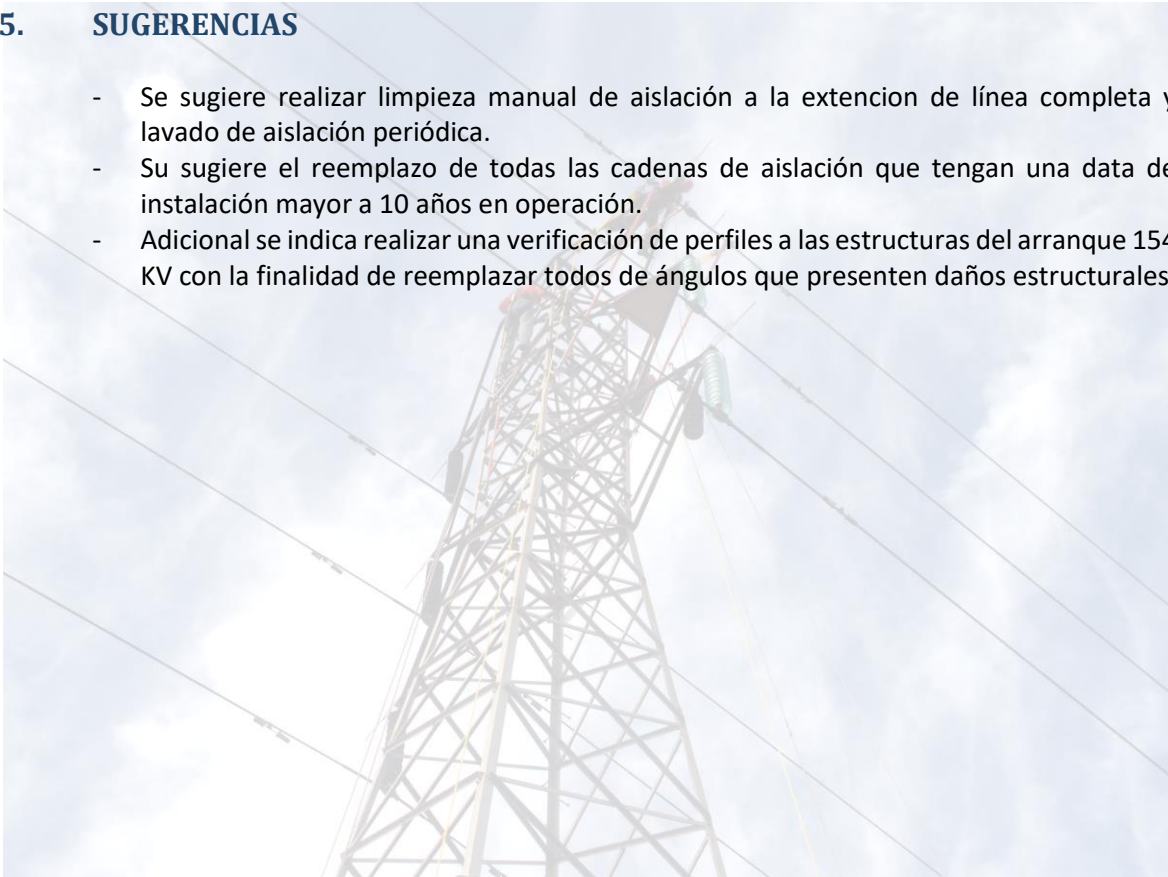 5. SUGERENCIAS
- Se sugiere realizar limpieza manual de aislación a la extencion de línea completa y
lavado de aislación periódica.
- Su sugiere el reemplazo de todas las cadenas de aislación que tengan una data de
instalación mayor a 10 años en operación.
- Adicional se indica realizar una verificación de perfiles a las estructuras del arranque 154
KV con la finalidad de reemplazar todos de ángulos que presenten daños estructurales